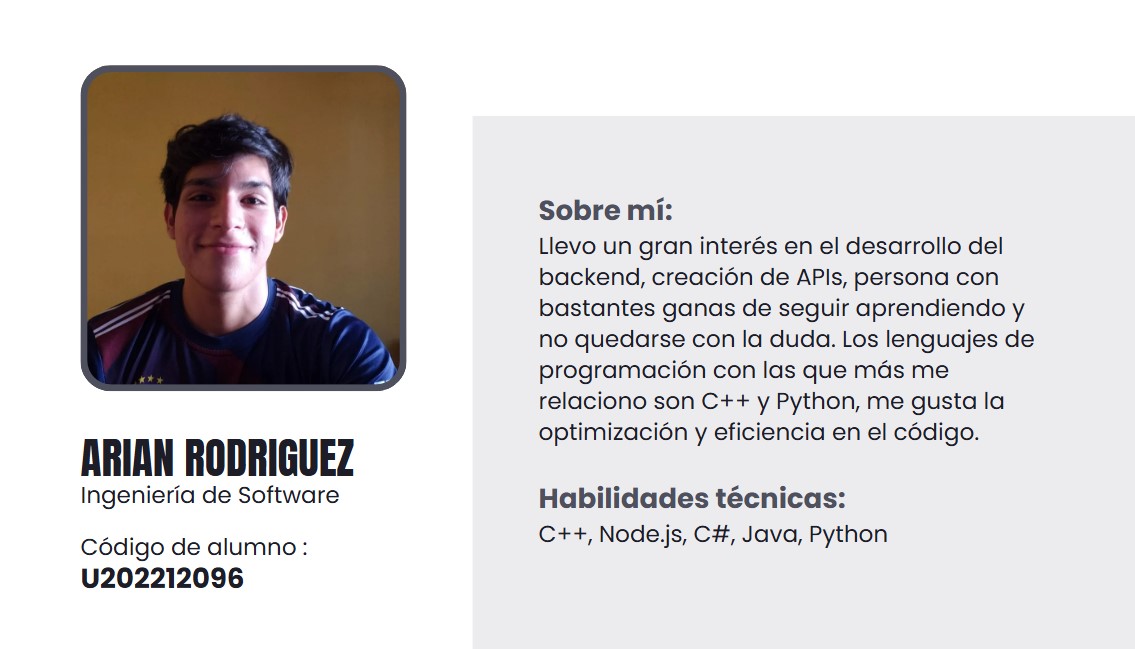 ARIAN RODRIGUEZ
Ingeniería de Software
Código de alumno :
U202212096
Sobre mí:
Llevo un gran interés en el desarrollo del
backend, creación de APIs, persona con
bastantes ganas de seguir aprendiendo y
no quedarse con la duda. Los lenguajes de
programación con las que más me
relaciono son C++ y Python, me gusta la
optimización y eficiencia en el código.
Habilidades técnicas:
C++, Node.js, C#, Java, Python